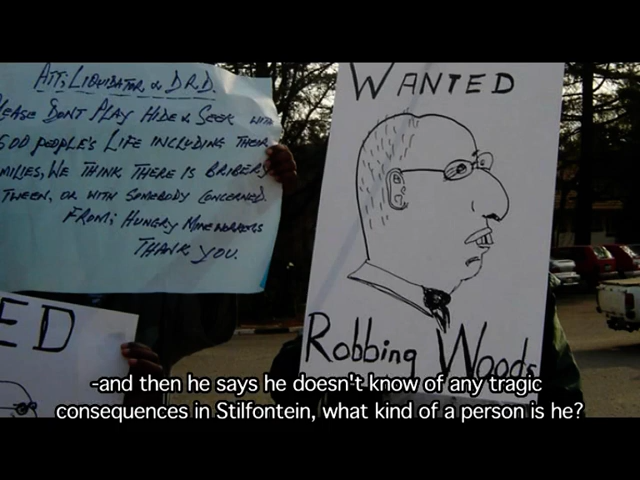 Att; Liquidator & D.R.D.
Please Dont Play Hide & Seek with
600 people's Life including their
milies, We think there is bribery
tween, or with somebody concerned
From; Hungry Mineworkers
Thank you.
WANTED
Robbing Woods
ED
-and then he says he doesn't know of any tragic
consequences in Stilfontein, what kind of a person is he?